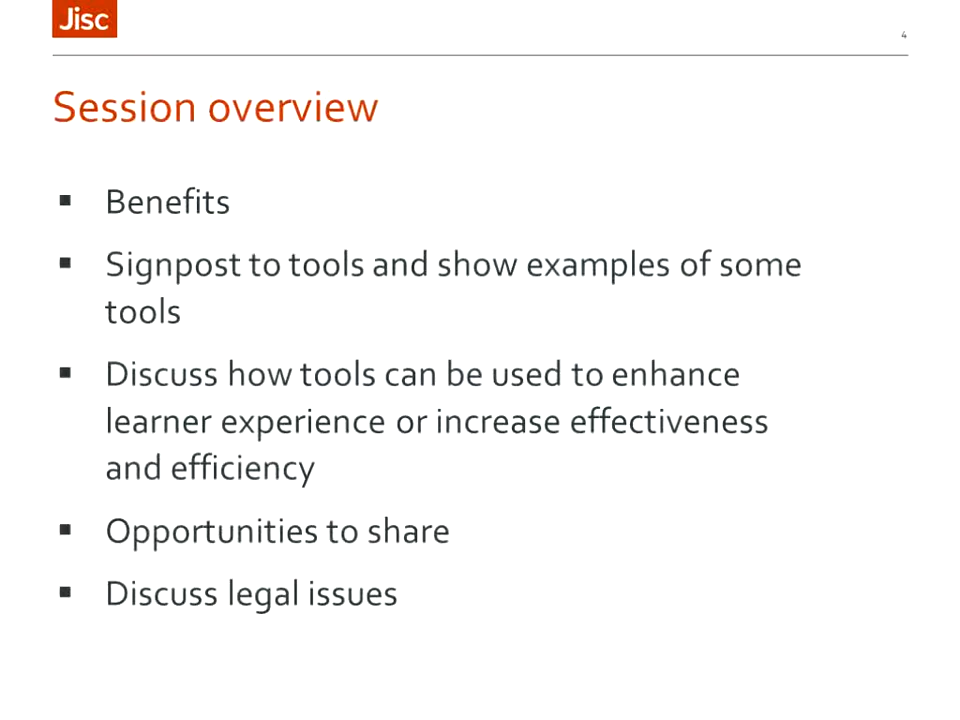 Jisc
4
Session overview
▪ Benefits
▪ Signpost to tools and show examples of some
tools
▪ Discuss how tools can be used to enhance
learner experience or increase effectiveness
and efficiency
▪ Opportunities to share
▪ Discuss legal issues